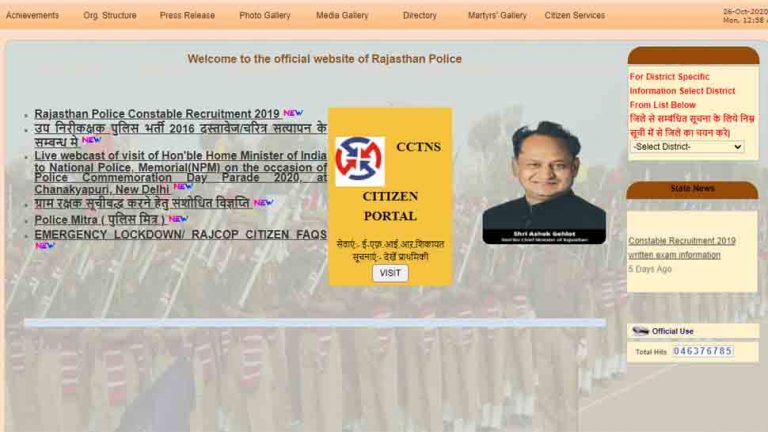 Achievements Org. Structure Press Release Photo Gallery Media Gallery Directory Martyrs' Gallery Citizen Services
26-Oct-2020
Mon, 12:58
Welcome to the official website of Rajasthan Police
Rajasthan Police Constable Recruitment 2019 NEW
उप निरीक्षक पुलिस भर्ती 2016 दस्तावेज/चरित्र सत्यापन के
सम्बन्ध मे NEW
Live webcast of visit of Hon'ble Home Minister of India
to National Police, Memorial(NPM) on the occasion of
Police Commemoration Day Parade 2020, at
Chanakyapuri, New Delhi NEW
ग्राम रक्षक सूचीबद्ध करने हेतु संशोधित विज्ञप्ति NEW
Police Mitra ( पुलिस मित्र ) NEW
EMERGENCY LOCKDOWN/ RAJCOP CITIZEN FAQS
NEW
CCTNS
CITIZEN
PORTAL
सेवाएं:- ई.एफ़.आई.आर,शिकायत
सूचनाएं:- देखें प्राथमिकी
VISIT
Shri Ashok Gehlot
Hon'ble Chief Minister of Rajasthan
For District Specific
Information Select District
From List Below
जिले से सम्बंधित सूचना के लिये निम्न
सूची में से जिले का चयन करे|
-Select District-
State News
Constable Recruitment 2019
written exam information
5 Days Ago
Official Use
Total Hits 046376785